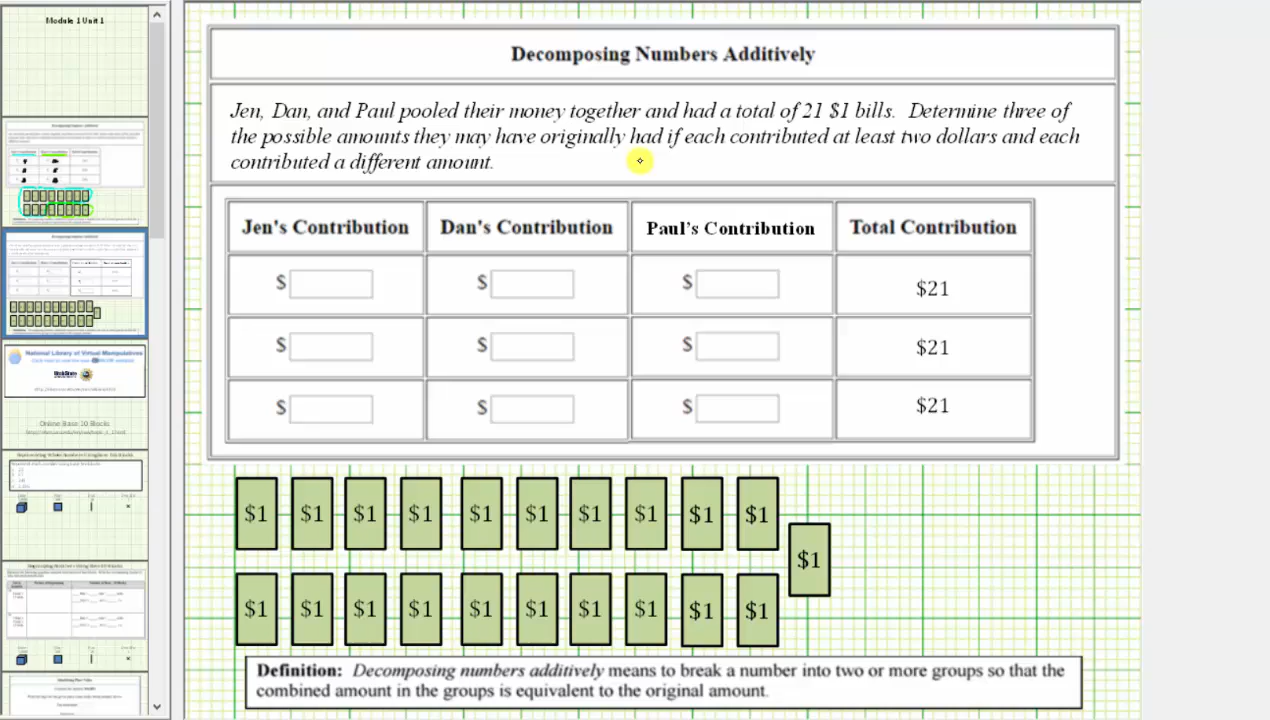 Module 1 Unit 1
Decomposing Numbers Additively
Jen, Dan, and Paul pooled their money together and had a total of 21 $1 bills. Determine three of
the possible amounts they may have originally had if each contributed at least two dollars and each
contributed a different amount.
Jen's Contribution Dan's Contribution Paul's Contribution Total Contribution
$ $ $ $21
$ $ $ $21
$ $ $ $21
$1 $1 $1 $1 $1 $1 $1 $1 $1 $1
$1
$1 $1 $1 $1 $1 $1 $1 $1 $1 $1
Definition: Decomposing numbers additively means to break a number into two or more groups so that the
combined amount in the groups is equivalent to the original amount.
National Library of Virtual Manipulatives
Online Base 10 Blocks